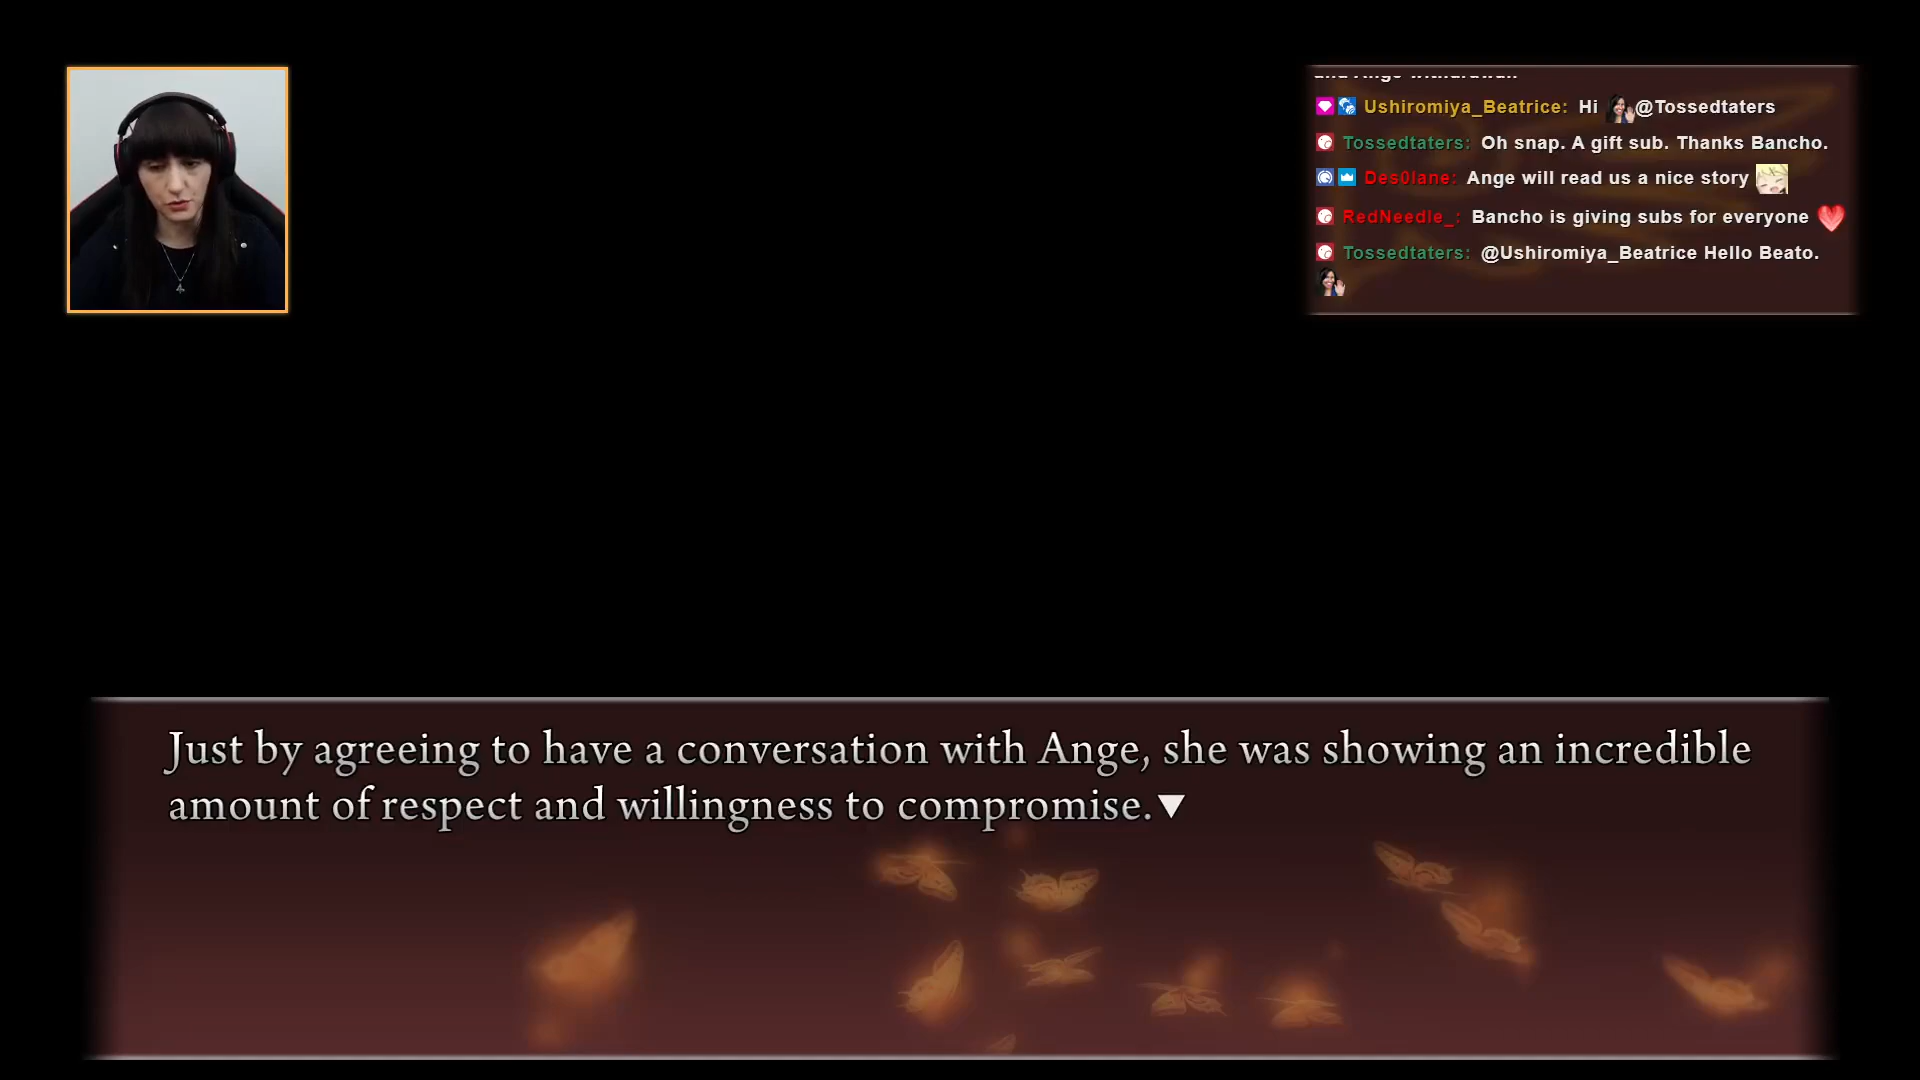 Ushiromiya_Beatrice: Hi @Tossedtaters
Tossedtaters: Oh snap. A gift sub. Thanks Bancho.
Des0lane: Ange will read us a nice story
RedNeedle_: Bancho is giving subs for everyone
Tossedtaters: @Ushiromiya_Beatrice Hello Beato.
Just by agreeing to have a conversation with Ange, she was showing an incredible
amount of respect and willingness to compromise.